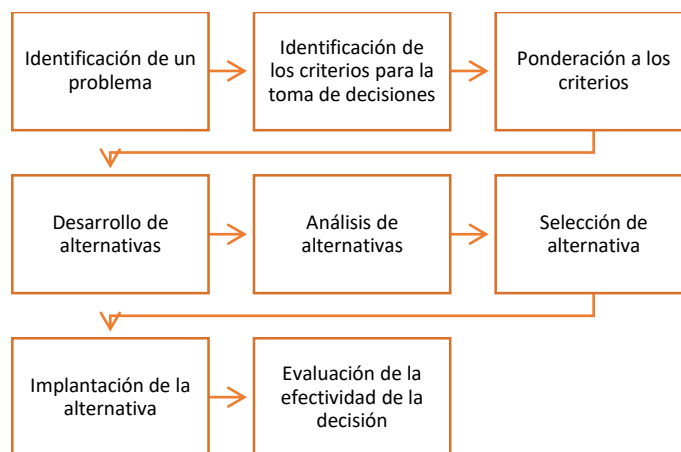 Identificación de un
problema
Identificación de
los criterios para la
toma de decisiones
Ponderación a los
criterios
Desarrollo de
alternativas
Análisis de
alternativas
Selección de
alternativa
Implantación de la
alternativa
Evaluación de la
efectividad de la
decisión